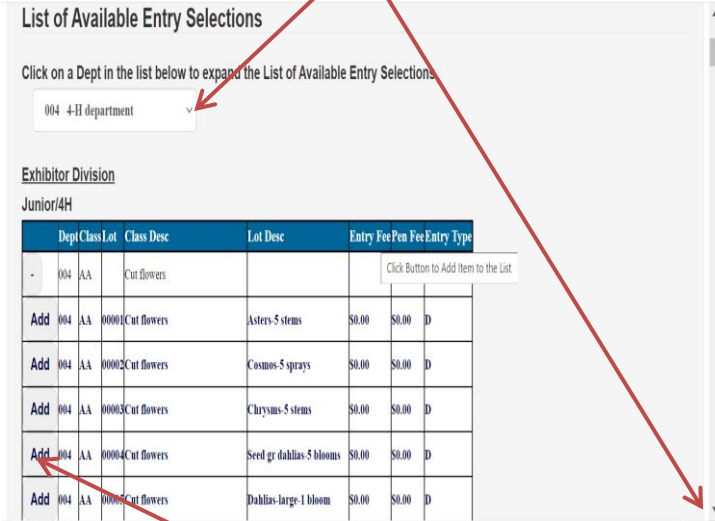 List of Available Entry Selections
Click on a Dept in the list below to expand the List of Available Entry Selections
004 4-H department
Exhibitor Division
Junior/4H
Dept Class Lot Class Desc Lot Desc Entry Fee Pen Fee Entry Type
- 004 AA Cut flowers
Click Button to Add Item to the List
Add 004 AA 00001 Cut flowers Asters-5 stems $0.00 $0.00 D
Add 004 AA 00002 Cut flowers Cosmos-5 sprays $0.00 $0.00 D
Add 004 AA 00003 Cut flowers Chrysms-5 stems $0.00 $0.00 D
Add 004 AA 00004 Cut flowers Seed gr dahlias-5 blooms $0.00 $0.00 D
Add 004 AA 00005 Cut flowers Dahlias-large-1 bloom $0.00 $0.00 D